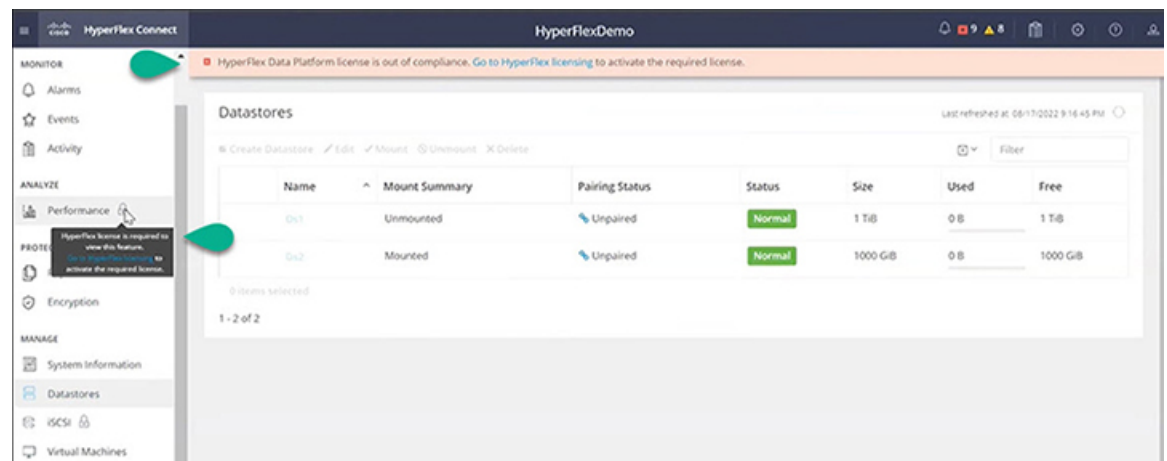 cisco HyperFlex Connect
HyperFlexDemo
9 8
MONITOR
HyperFlex Data Platform license is out of compliance. Go to HyperFlex licensing to activate the required license.
Alarms
Events
Activity
ANALYZE
Performance
HyperFlex license is required to
view this feature.
Go to HyperFlex licensing to
activate the required license.
Encryption
MANAGE
System Information
Datastores
iSCSI
Virtual Machines
Datastores
Last refreshed at: 08/17/2022 9:16:45 PM
Create Datastore Edit Mount Unmount Delete
Filter
Name Mount Summary Pairing Status Status Size Used Free
Ds1 Unmounted Unpaired Normal 1 TiB 0 B 1 TiB
Ds2 Mounted Unpaired Normal 1000 GiB 0 B 1000 GiB
0 items selected
1 - 2 of 2